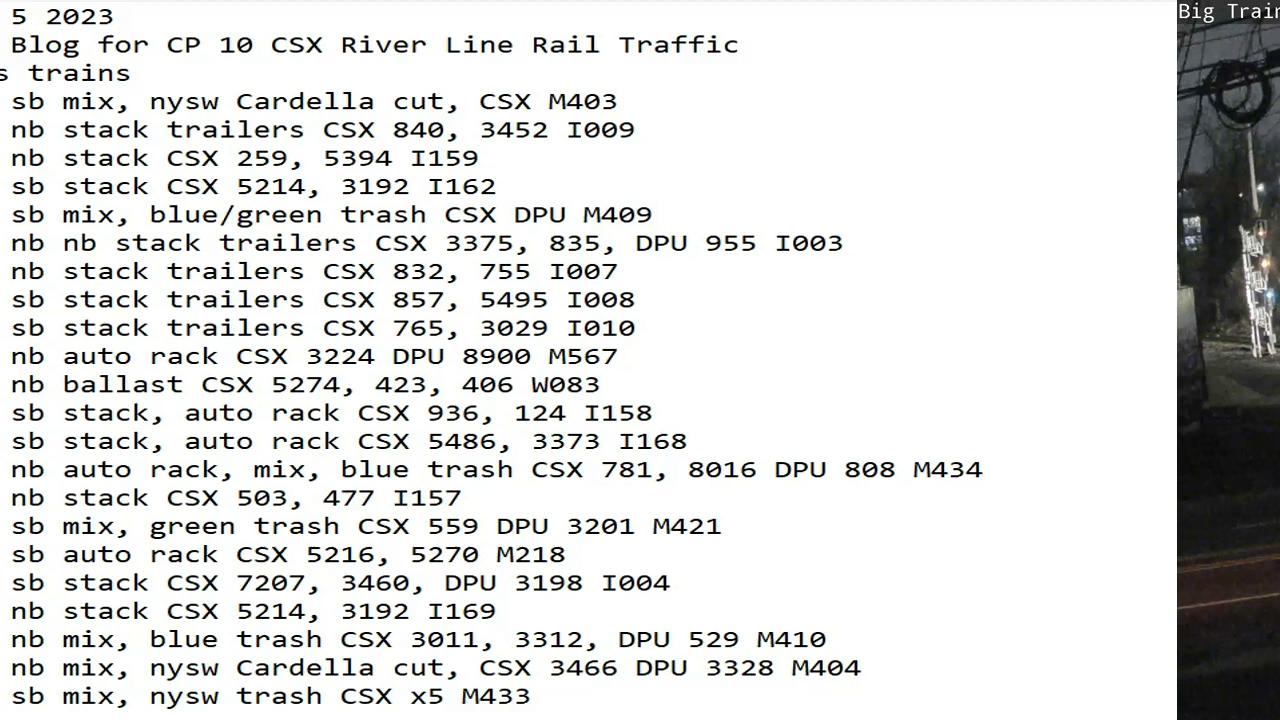 5 2023
Blog for CP 10 CSX River Line Rail Traffic
s trains
sb mix, nysw Cardella cut, CSX M403
nb stack trailers CSX 840, 3452 I009
nb stack CSX 259, 5394 I159
sb stack CSX 5214, 3192 I162
sb mix, blue/green trash CSX DPU M409
nb nb stack trailers CSX 3375, 835, DPU 955 I003
nb stack trailers CSX 832, 755 I007
sb stack trailers CSX 857, 5495 I008
sb stack trailers CSX 765, 3029 I010
nb auto rack CSX 3224 DPU 8900 M567
nb ballast CSX 5274, 423, 406 W083
sb stack, auto rack CSX 936, 124 I158
sb stack, auto rack CSX 5486, 3373 I168
nb auto rack, mix, blue trash CSX 781, 8016 DPU 808 M434
nb stack CSX 503, 477 I157
sb mix, green trash CSX 559 DPU 3201 M421
sb auto rack CSX 5216, 5270 M218
sb stack CSX 7207, 3460, DPU 3198 I004
nb stack CSX 5214, 3192 I169
nb mix, blue trash CSX 3011, 3312, DPU 529 M410
nb mix, nysw Cardella cut, CSX 3466 DPU 3328 M404
sb mix, nysw trash CSX x5 M433
Big Train